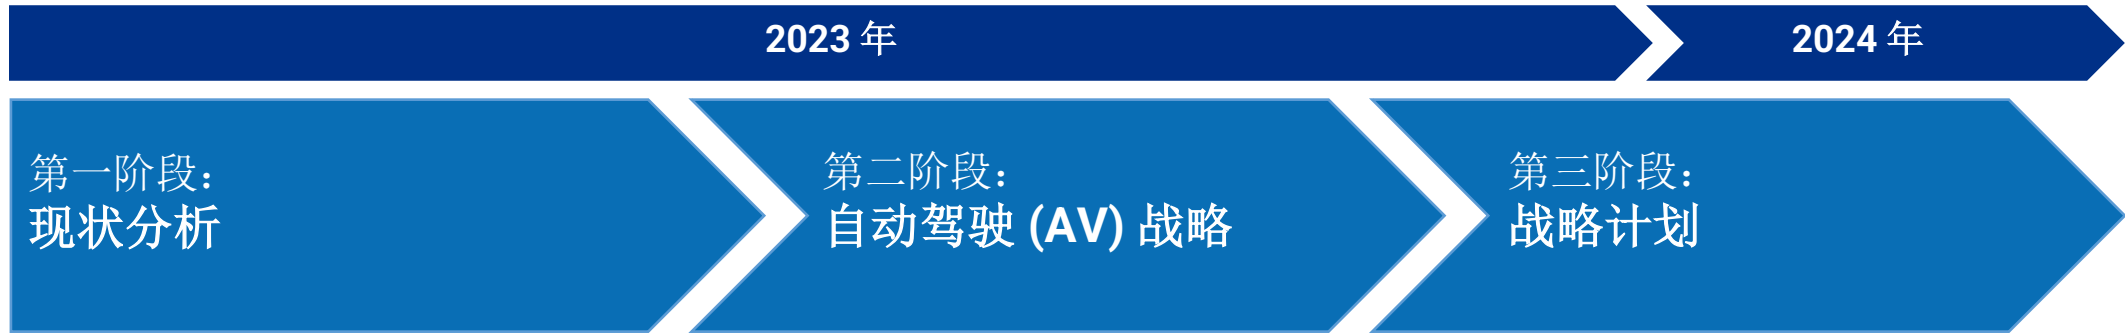 2023 年
2024 年
第一阶段：
现状分析
第二阶段：
自动驾驶 (AV) 战略
第三阶段：
战略计划